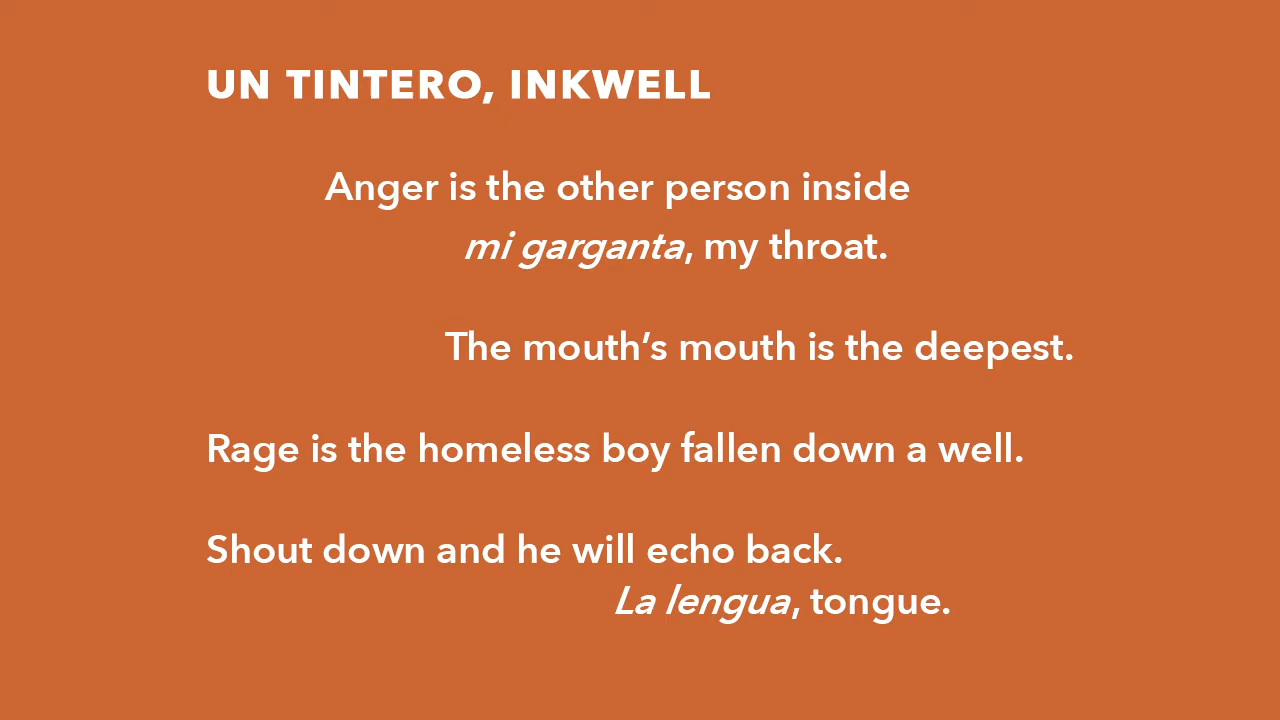 UN TINTERO, INKWELL
Anger is the other person inside
mi garganta, my throat.
The mouth’s mouth is the deepest.
Rage is the homeless boy fallen down a well.
Shout down and he will echo back.
La lengua, tongue.